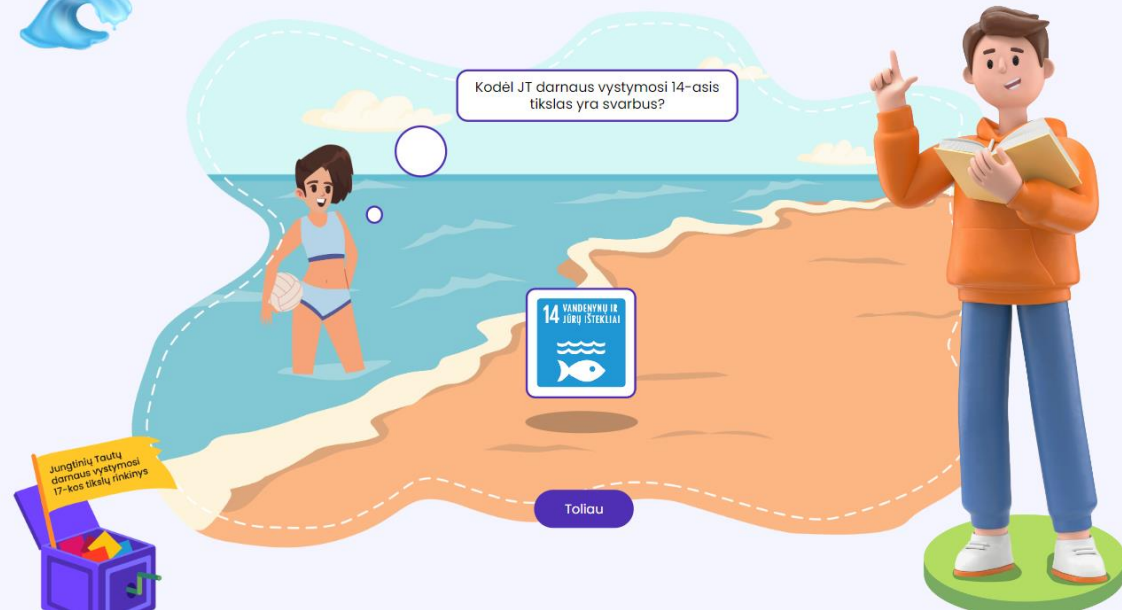 Kodėl JT darnaus vystymosi 14-asis
tikslas yra svarbus?
14 VANDENYNŲ IR
JŪRŲ IŠTEKLIAI
Jungtinių Tautų
darnaus vystymosi
17-kos tikslų rinkinys
Toliau